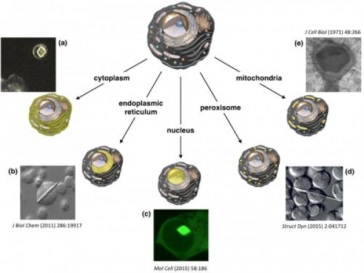 (a)
(e)
J Cell Biol (1971) 48:266
cytoplasm
mitochondria
endoplasmic
reticulum
peroxisome
nucleus
(b)
(d)
J Biol Chem (2011) 286:19917
Struct Dyn (2015) 2:041712
(c)
Mol Cell (2015) 58:186